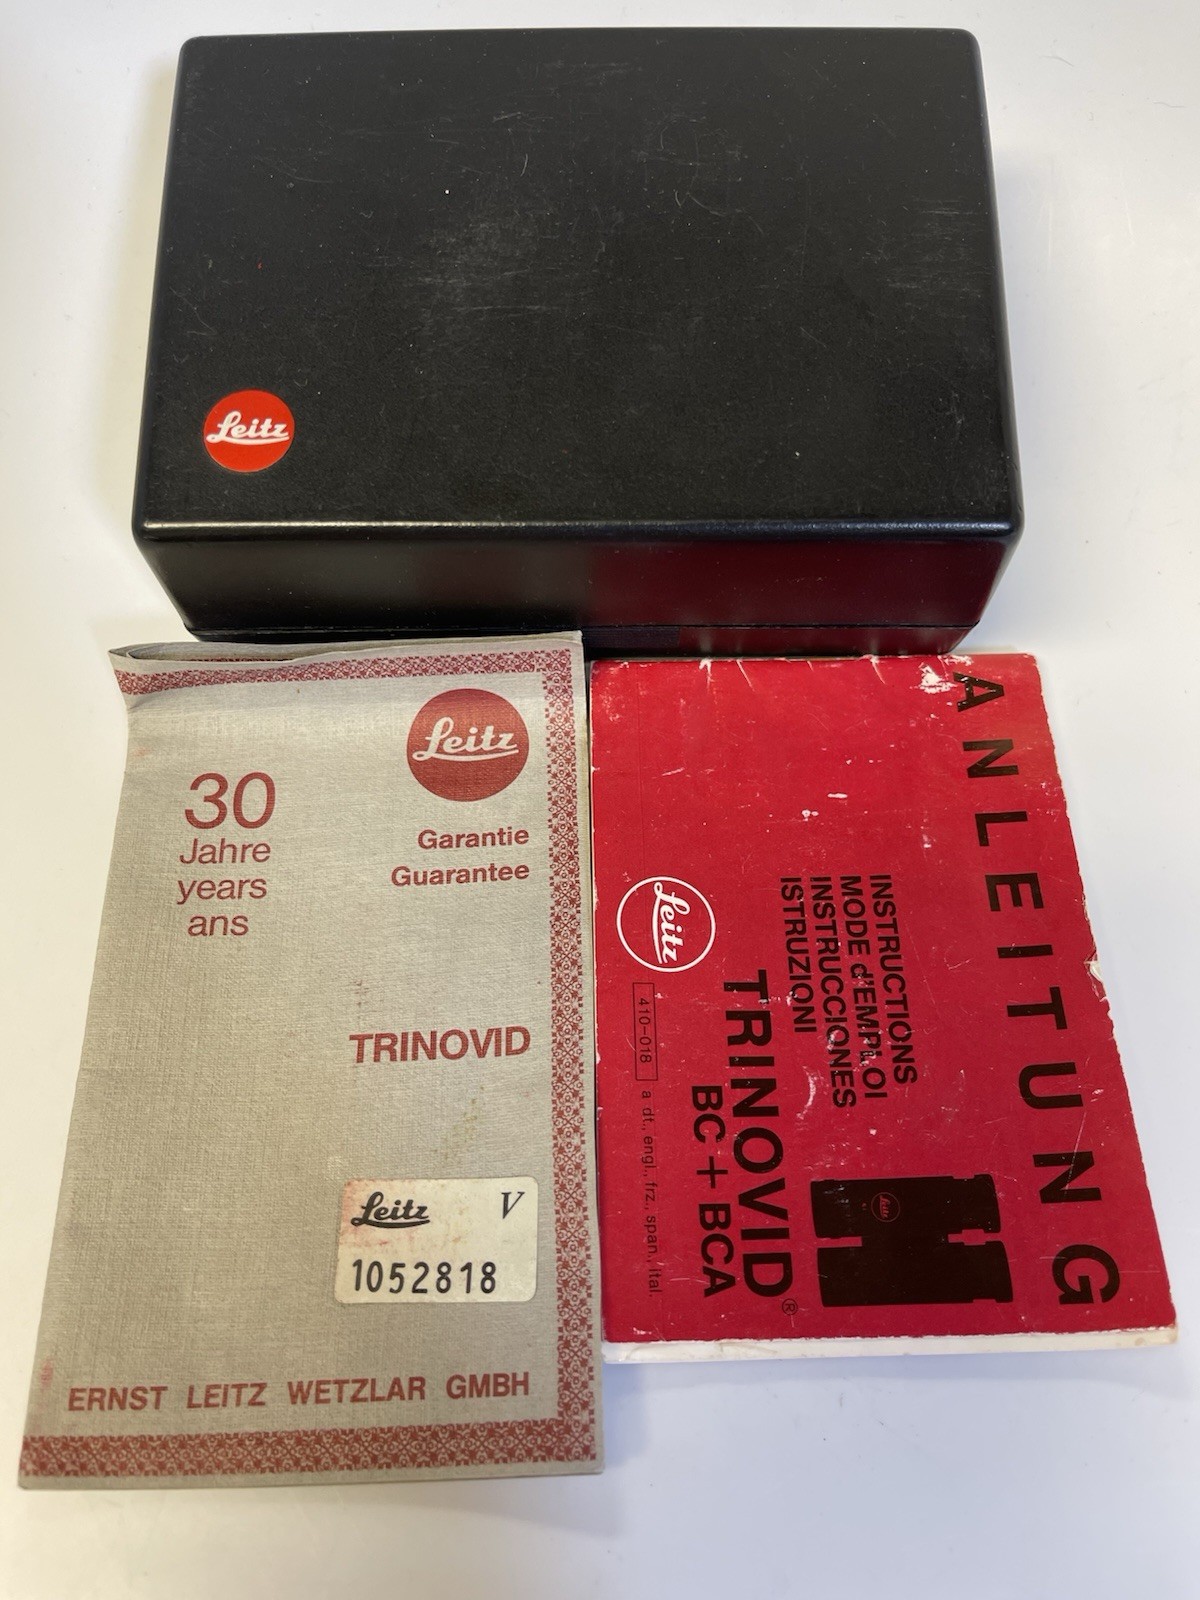 Leitz
Leitz
30
Jahre
years
ans
Garantie
Guarantee
TRINOVID
Leitz V
1052818
ERNST LEITZ WETZLAR GMBH
ANLEITUNG
INSTRUCTIONS
MODE d'EMPLOI
INSTRUCCIONES
ISTRUZIONI
TRINOVID®
BC + BCA
Leitz
410-018 a dt., engl., frz., span., ital.
Leitz